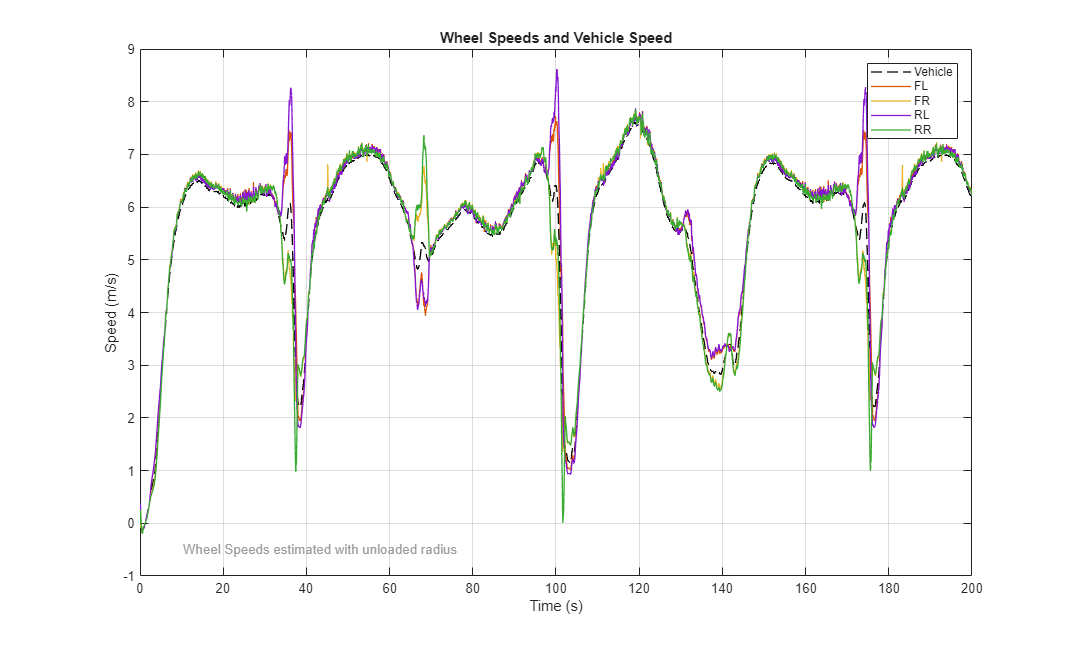 Wheel Speeds and Vehicle Speed
9
8
7
6
5
4
3
2
1
0
-1
Speed (m/s)
Vehicle
FL
FR
RL
RR
Wheel Speeds estimated with unloaded radius
0 20 40 60 80 100 120 140 160 180 200
Time (s)